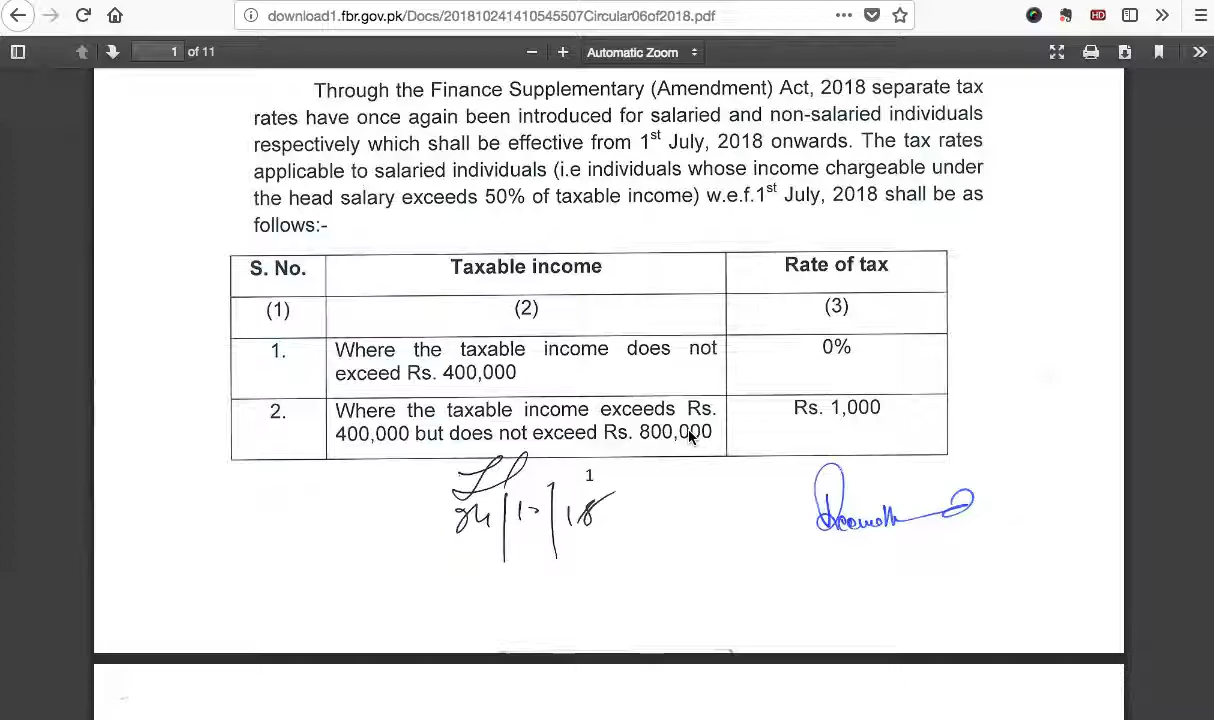 download1.fbr.gov.pk/Docs/201810241410545507Circular06of2018.pdf
HD
1 of 11
Automatic Zoom
Through the Finance Supplementary (Amendment) Act, 2018 separate tax
rates have once again been introduced for salaried and non-salaried individuals
respectively which shall be effective from 1st July, 2018 onwards. The tax rates
applicable to salaried individuals (i.e individuals whose income chargeable under
the head salary exceeds 50% of taxable income) w.e.f.1st July, 2018 shall be as
follows:-
S. No. Taxable income Rate of tax
(1) (2) (3)
1. Where the taxable income does not 0%
exceed Rs. 400,000
2. Where the taxable income exceeds Rs. Rs. 1,000
400,000 but does not exceed Rs. 800,000
1
24/10/18